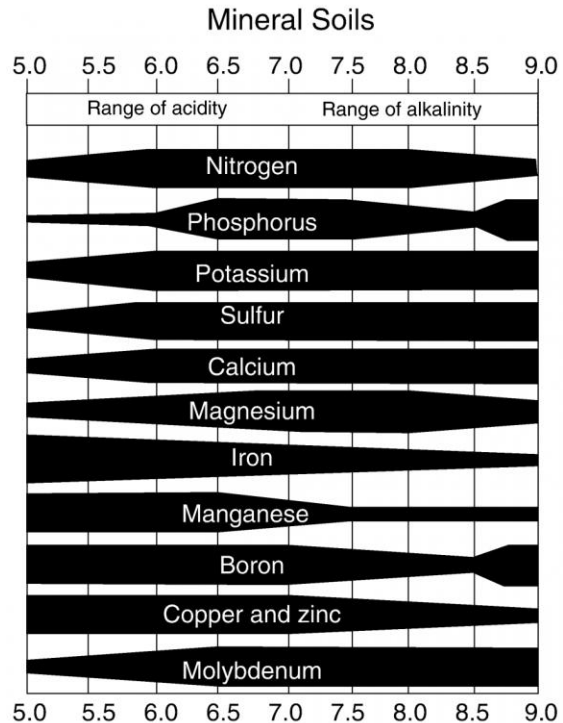 Mineral Soils
5.0 5.5 6.0 6.5 7.0 7.5 8.0 8.5 9.0
Range of acidity Range of alkalinity
Nitrogen
Phosphorus
Potassium
Sulfur
Calcium
Magnesium
Iron
Manganese
Boron
Copper and zinc
Molybdenum
5.0 5.5 6.0 6.5 7.0 7.5 8.0 8.5 9.0